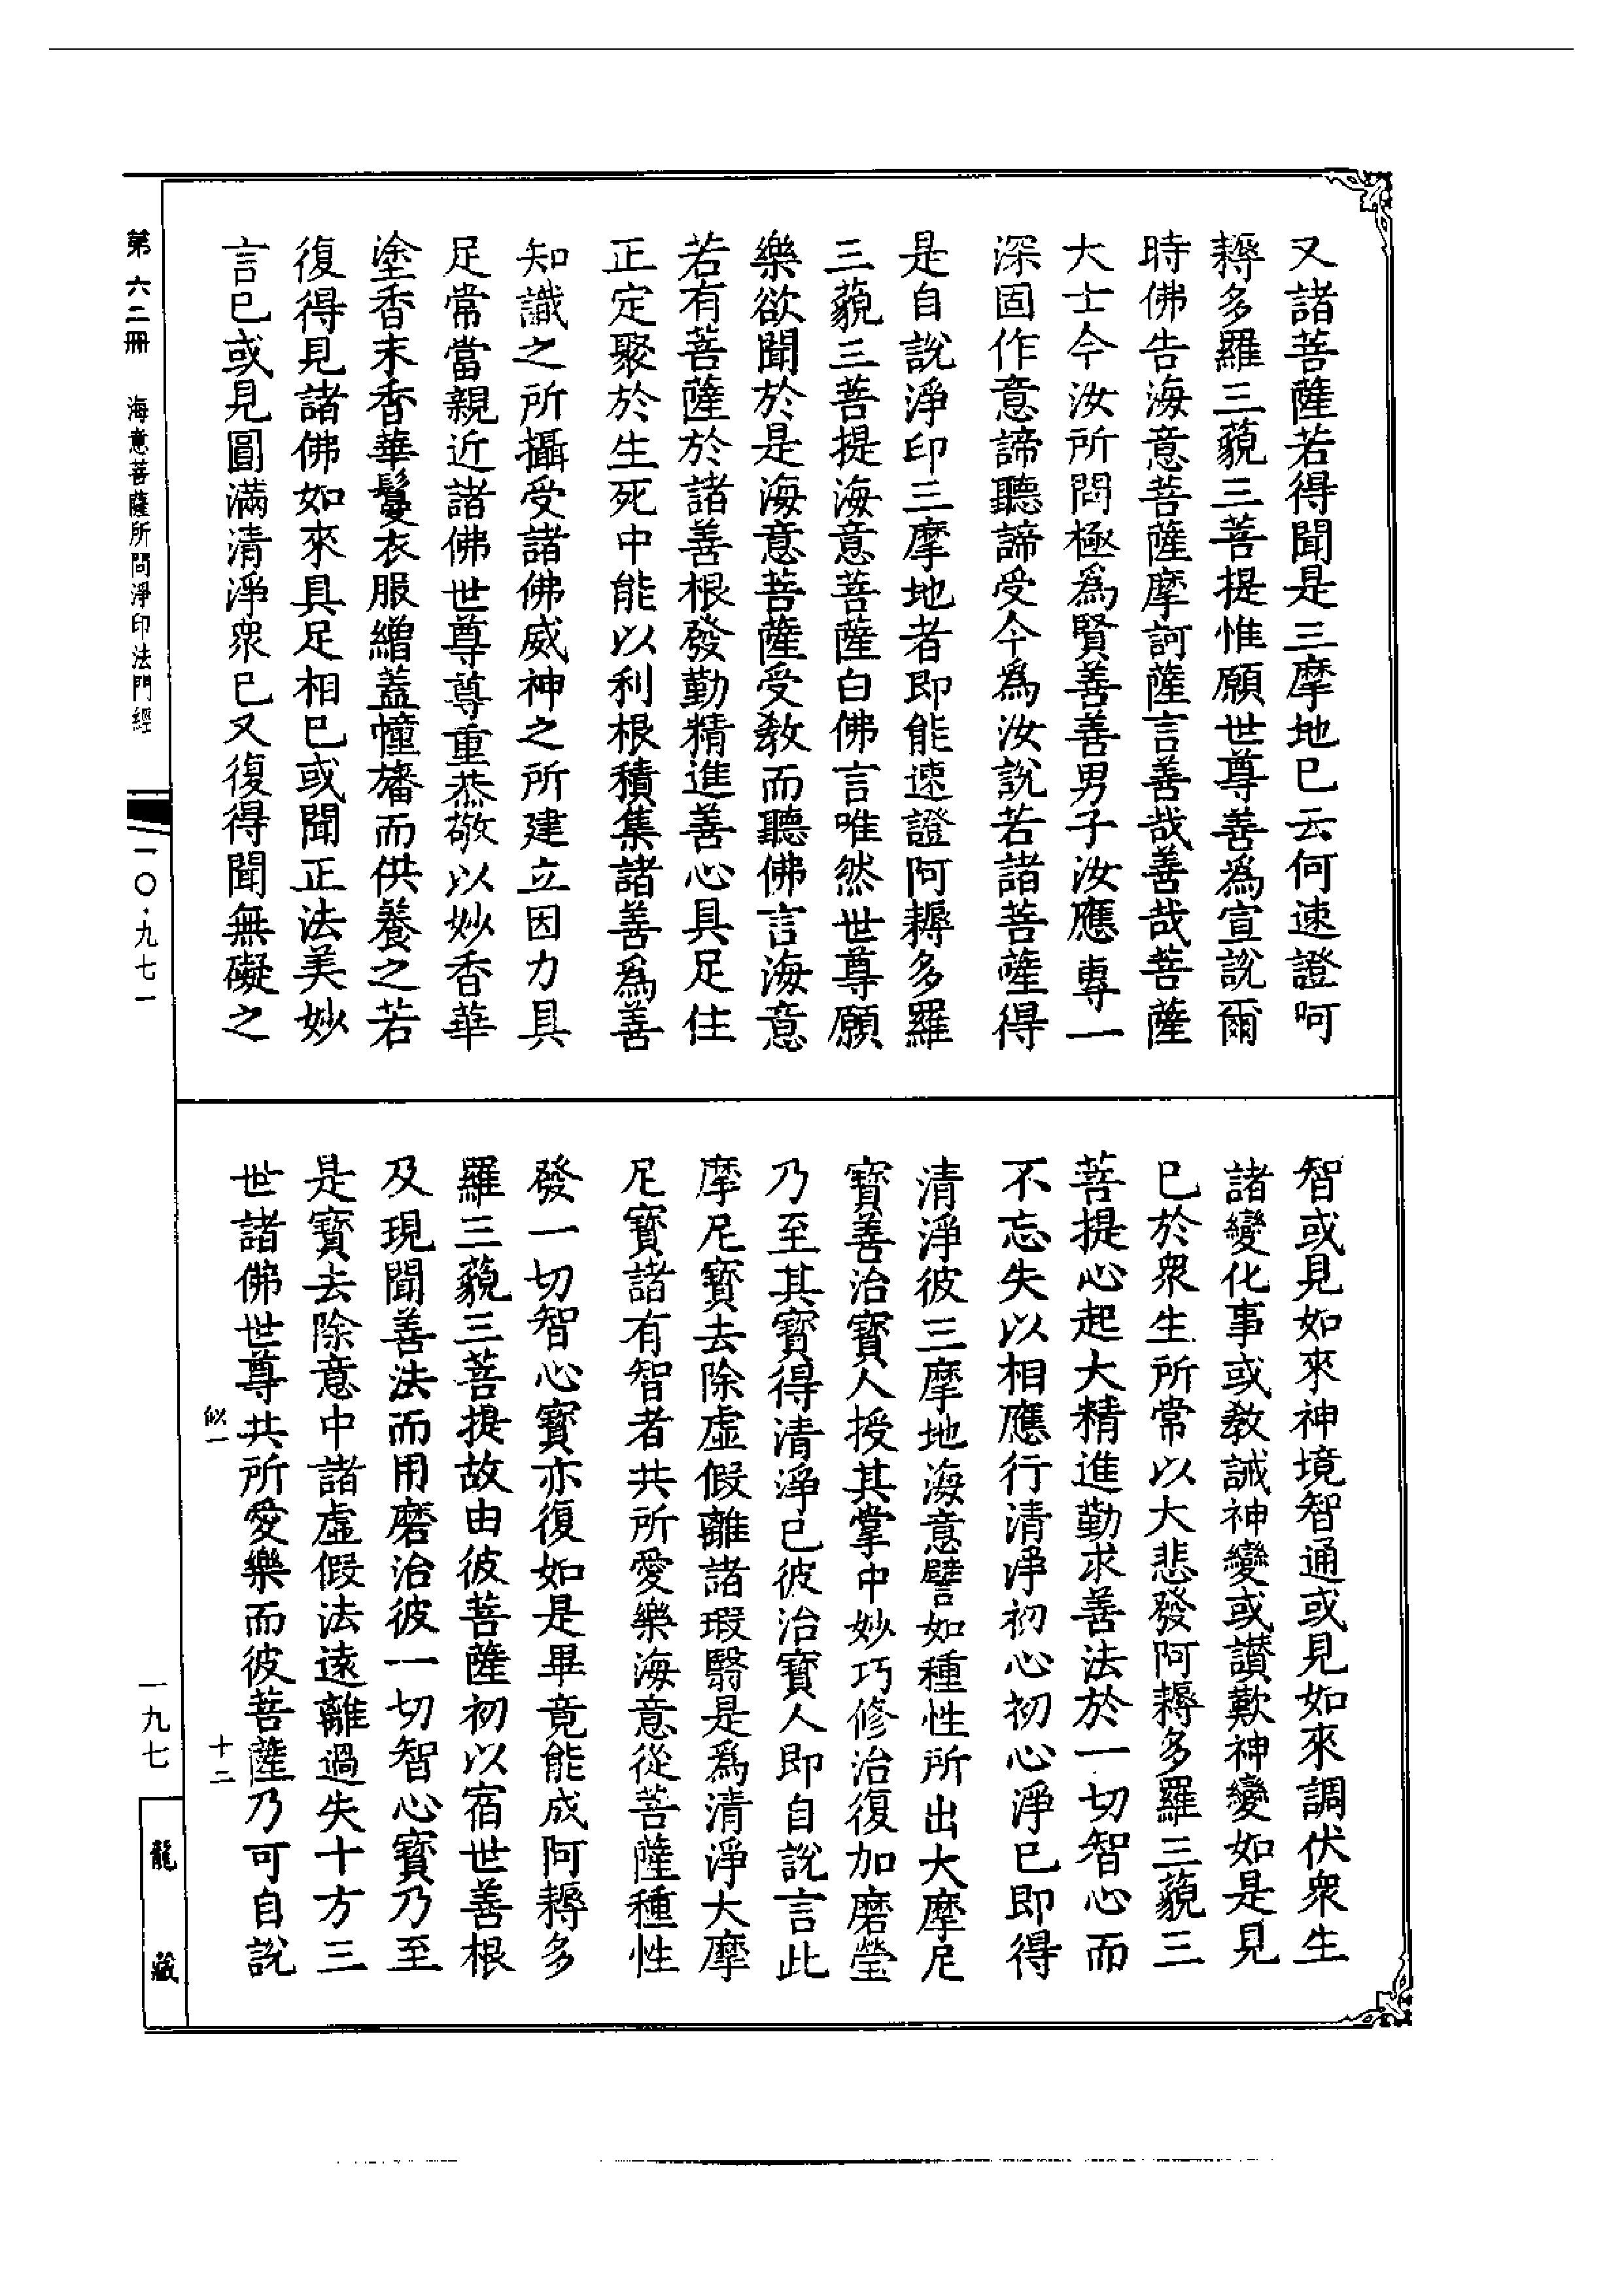 又諸菩薩若得聞是三摩地已云何速證呵
耨多羅三藐三菩提惟願世尊善為宣說爾
時佛告海意菩薩摩訶薩言善哉善哉菩薩
大士今汝所問極為賢善善男子汝應專一
深固作意諦聽諦受今為汝說若諸菩薩得
是自說淨印三摩地者即能速證阿耨多羅
三藐三菩提海意菩薩白佛言唯然世尊願
樂欲聞於是海意菩薩受教而聽佛言海意
若有菩薩於諸善根發勤精進善心具足住
正定聚於生死中能以利根積集諸善為善
知識之所攝受諸佛威神之所建立因力具
足常當親近諸佛世尊尊重恭敬以妙香華
塗香末香華鬘衣服繒蓋幢旛而供養之若
復得見諸佛如來具足相已或聞正法美妙
言已或見圓滿清淨眾已又復得聞無礙之
智或見如來神境智通或見如來調伏眾生
諸變化事或教誡神變或讚歎神變如是見
已於眾生所常以大悲發阿耨多羅三藐三
菩提心起大精進勤求善法於一切智心而
不忘失以相應行清淨初心初心淨已即得
清淨彼三摩地海意譬如種性所出大摩尼
寶善治寶人授其掌中妙巧修治復加磨瑩
乃至其寶得清淨已彼治寶人即自說言此
摩尼寶去除虛假離諸瑕翳是為清淨大摩
尼寶諸有智者共所愛樂海意從菩薩種性
發一切智心寶亦復如是畢竟能成阿耨多
羅三藐三菩提故由彼菩薩初以宿世善根
及現聞善法而用磨治彼一切智心寶乃至
是寶去除意中諸虛假法遠離過失十方三
世諸佛世尊共所愛樂而彼菩薩乃可自說
似一
十二
第六二冊 海意菩薩所問淨印法門經
一〇·九七一
一九七
龍藏